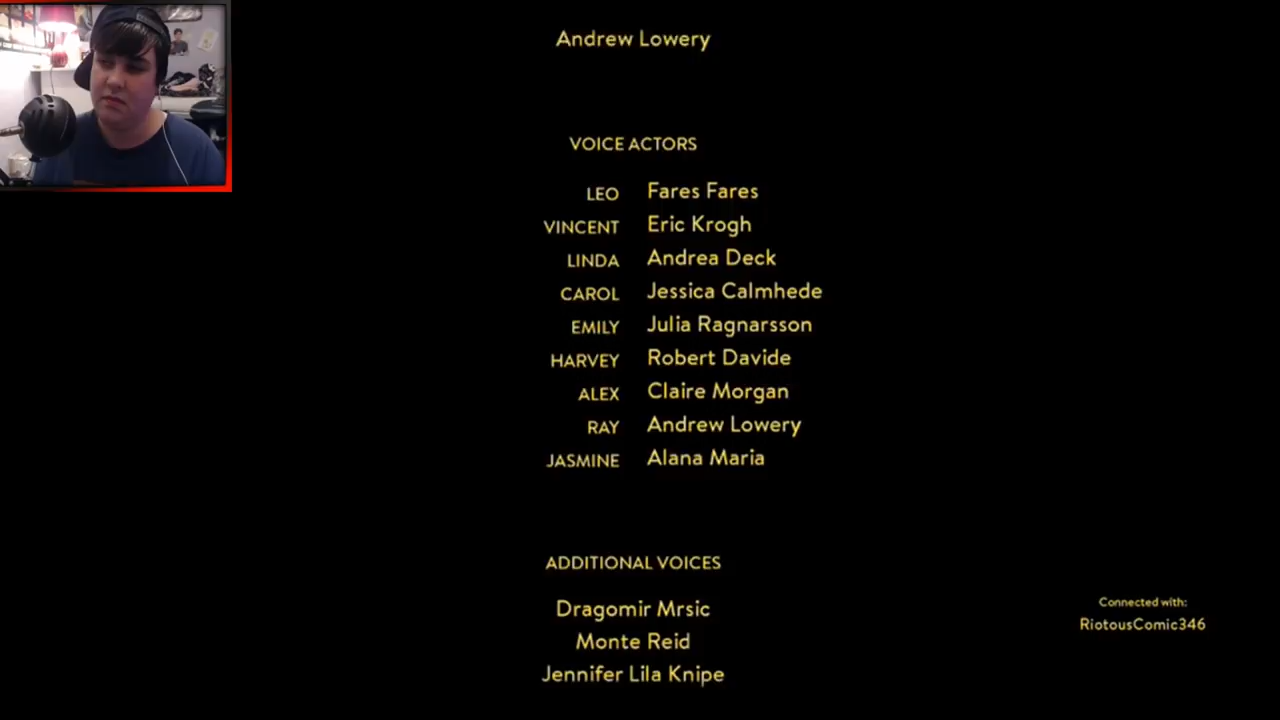 Andrew Lowery
VOICE ACTORS
LEO Fares Fares
VINCENT Eric Krogh
LINDA Andrea Deck
CAROL Jessica Calmhede
EMILY Julia Ragnarsson
HARVEY Robert Davide
ALEX Claire Morgan
RAY Andrew Lowery
JASMINE Alana Maria
ADDITIONAL VOICES
Dragomir Mrsic
Monte Reid
Jennifer Lila Knipe
Connected with:
RiotousComic346